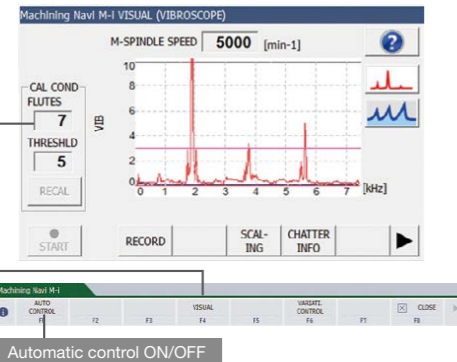 Machining Navi M-i VISUAL (VIBROSCOPE)
M-SPINDLE SPEED 5000 [min-1]
?
CAL COND
FLUTES
7
THRESHLD
5
RECAL
START
VIB
10
8
6
4
2
0
0 1 2 3 4 5 6 7 [kHz]
RECORD
SCAL-
ING
CHATTER
INFO
Machining Navi M-i
AUTO
CONTROL
VISUAL
VARIATI.
CONTROL
CLOSE
F1 F2 F3 F4 F5 F6 F7 F8
Automatic control ON/OFF